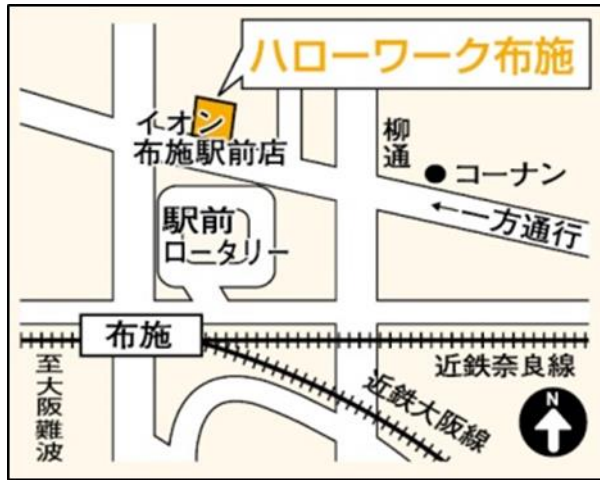 ハローワーク布施
イオン
布施駅前店
柳通
コーナン
←一方通行
駅前
ロータリー
布施
近鉄奈良線
至大阪難波
近鉄大阪線
N